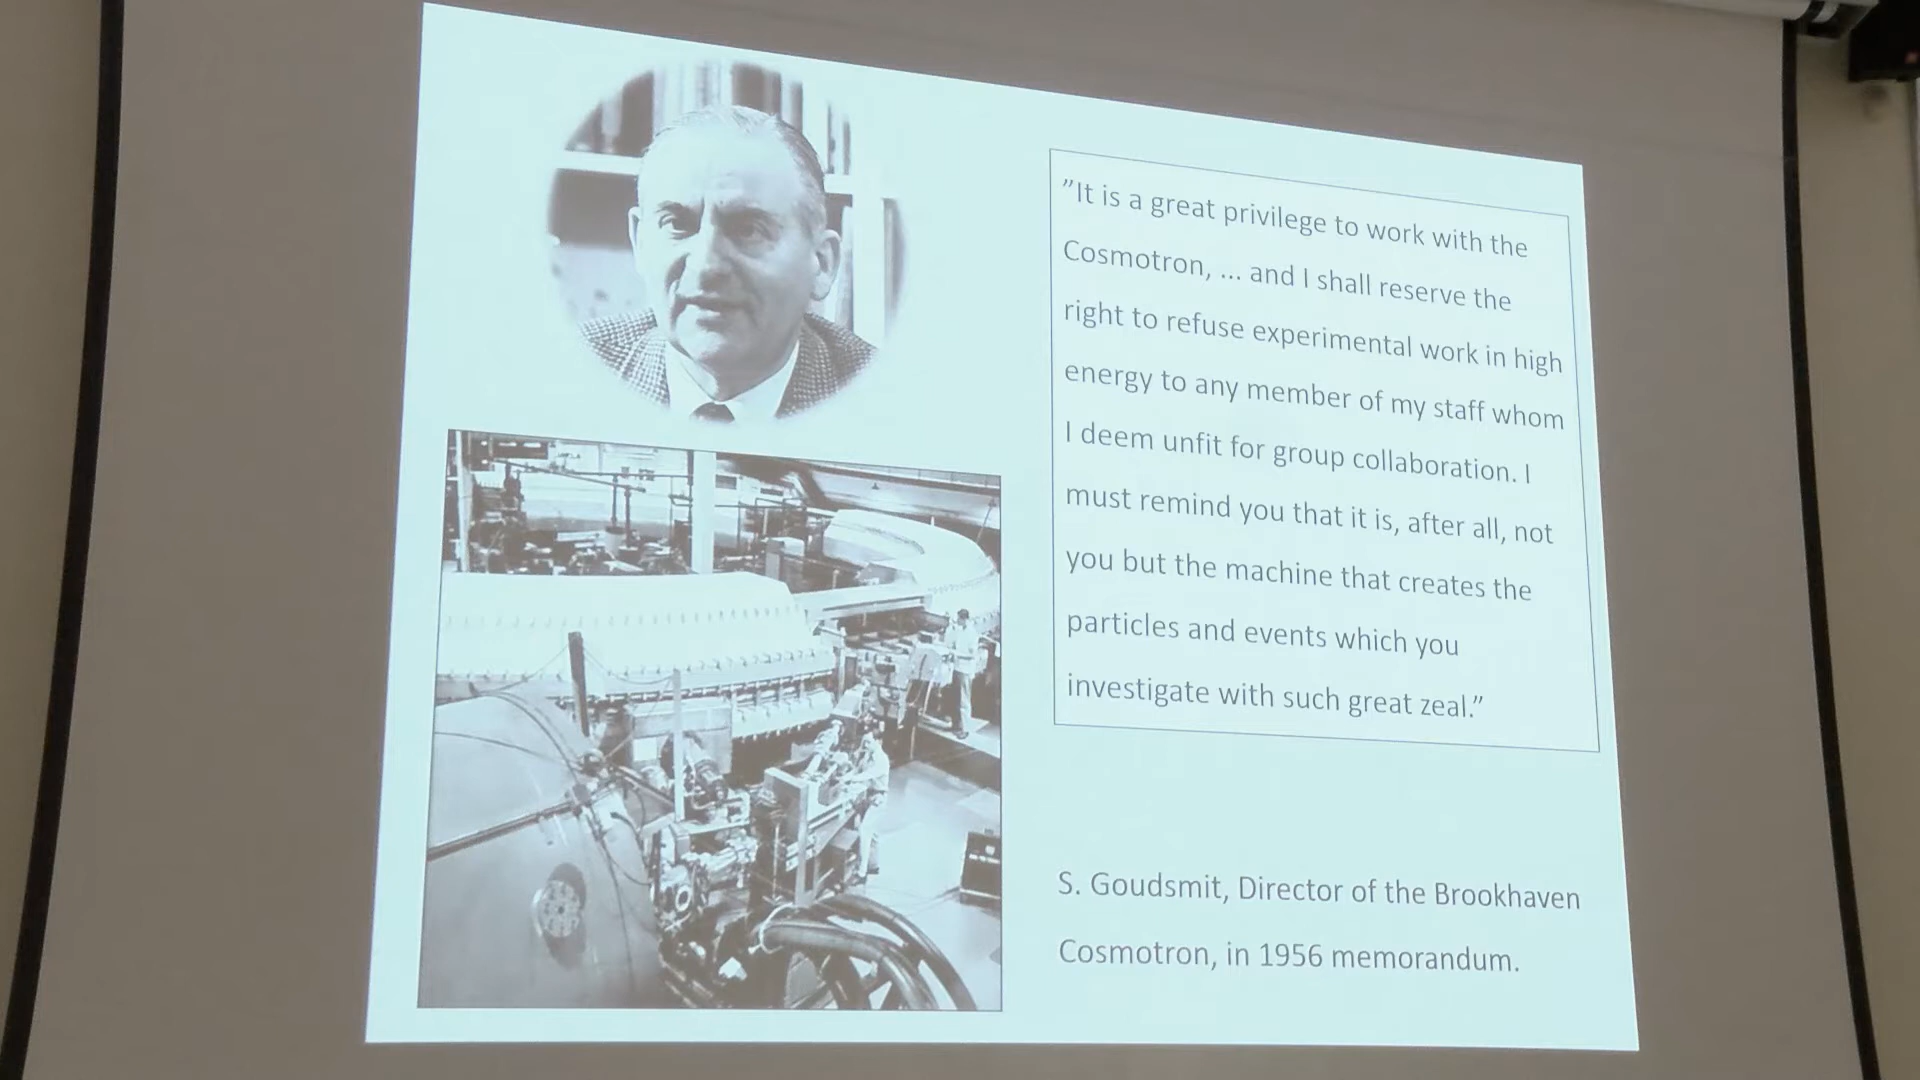 ”It is a great privilege to work with the
Cosmotron, ... and I shall reserve the
right to refuse experimental work in high
energy to any member of my staff whom
I deem unfit for group collaboration. I
must remind you that it is, after all, not
you but the machine that creates the
particles and events which you
investigate with such great zeal.”
S. Goudsmit, Director of the Brookhaven
Cosmotron, in 1956 memorandum.